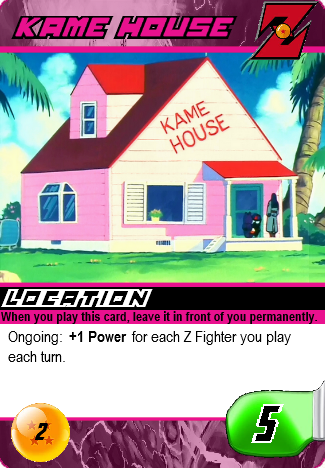 KAME HOUSE
Z
KAME
HOUSE
LOCATION
When you play this card, leave it in front of you permanently.
Ongoing: +1 Power for each Z Fighter you play
each turn.
2
5